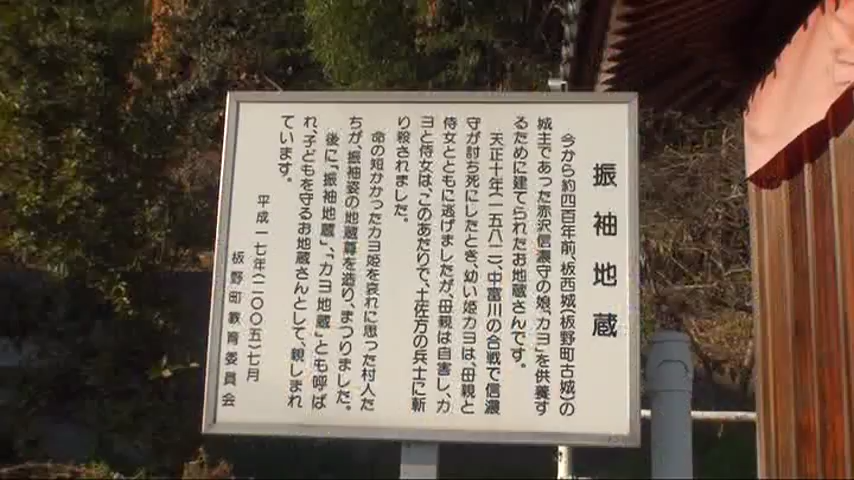 振袖地蔵
今から約四百年前、板西城(板野町古城)の
城主であった赤沢信濃守の娘、「カヨ」を供養す
るために建てられたお地蔵さんです。
天正十年(一五八二)、中富川の合戦で信濃
守が討ち死にしたとき、幼い姫カヨは、母親と
侍女とともに逃げましたが、母親は自害し、カ
ヨと侍女は、このあたりで、土佐方の兵士に斬
り殺されました。
命の短かかったカヨ姫を哀れに思った村人た
ちが、振袖姿の地蔵尊を造り、まつりました。
後に、「振袖地蔵」、「カヨ地蔵」とも呼ば
れ、子どもを守るお地蔵さんとして、親しまれ
ています。
平成一七年(二〇〇五)七月
板野町教育委員会